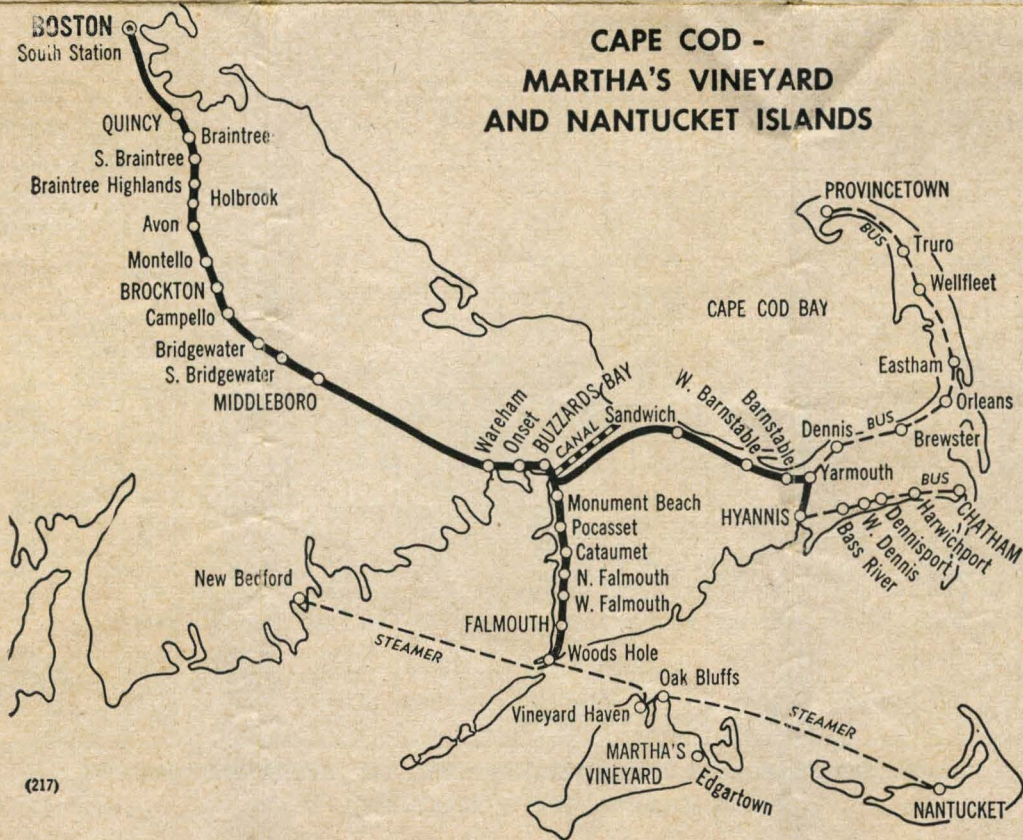 BOSTON
South Station
CAPE COD -
MARTHA'S VINEYARD
AND NANTUCKET ISLANDS
QUINCY
Braintree
S. Braintree
Braintree Highlands
Holbrook
Avon
Montello
BROCKTON
Campello
Bridgewater
S. Bridgewater
MIDDLEBORO
Wareham
Onset
BUZZARDS BAY
CANAL
Sandwich
W. Barnstable
Barnstable
Yarmouth
HYANNIS
Dennis
BUS
Brewster
Orleans
Eastham
Wellfleet
Truro
BUS
PROVINCETOWN
CAPE COD BAY
BUS
CHATHAM
Harwichport
Dennisport
W. Dennis
Bass River
Monument Beach
Pocasset
Cataumet
N. Falmouth
W. Falmouth
FALMOUTH
Woods Hole
New Bedford
STEAMER
Oak Bluffs
Vineyard Haven
STEAMER
MARTHA'S
VINEYARD
Edgartown
NANTUCKET
(217)